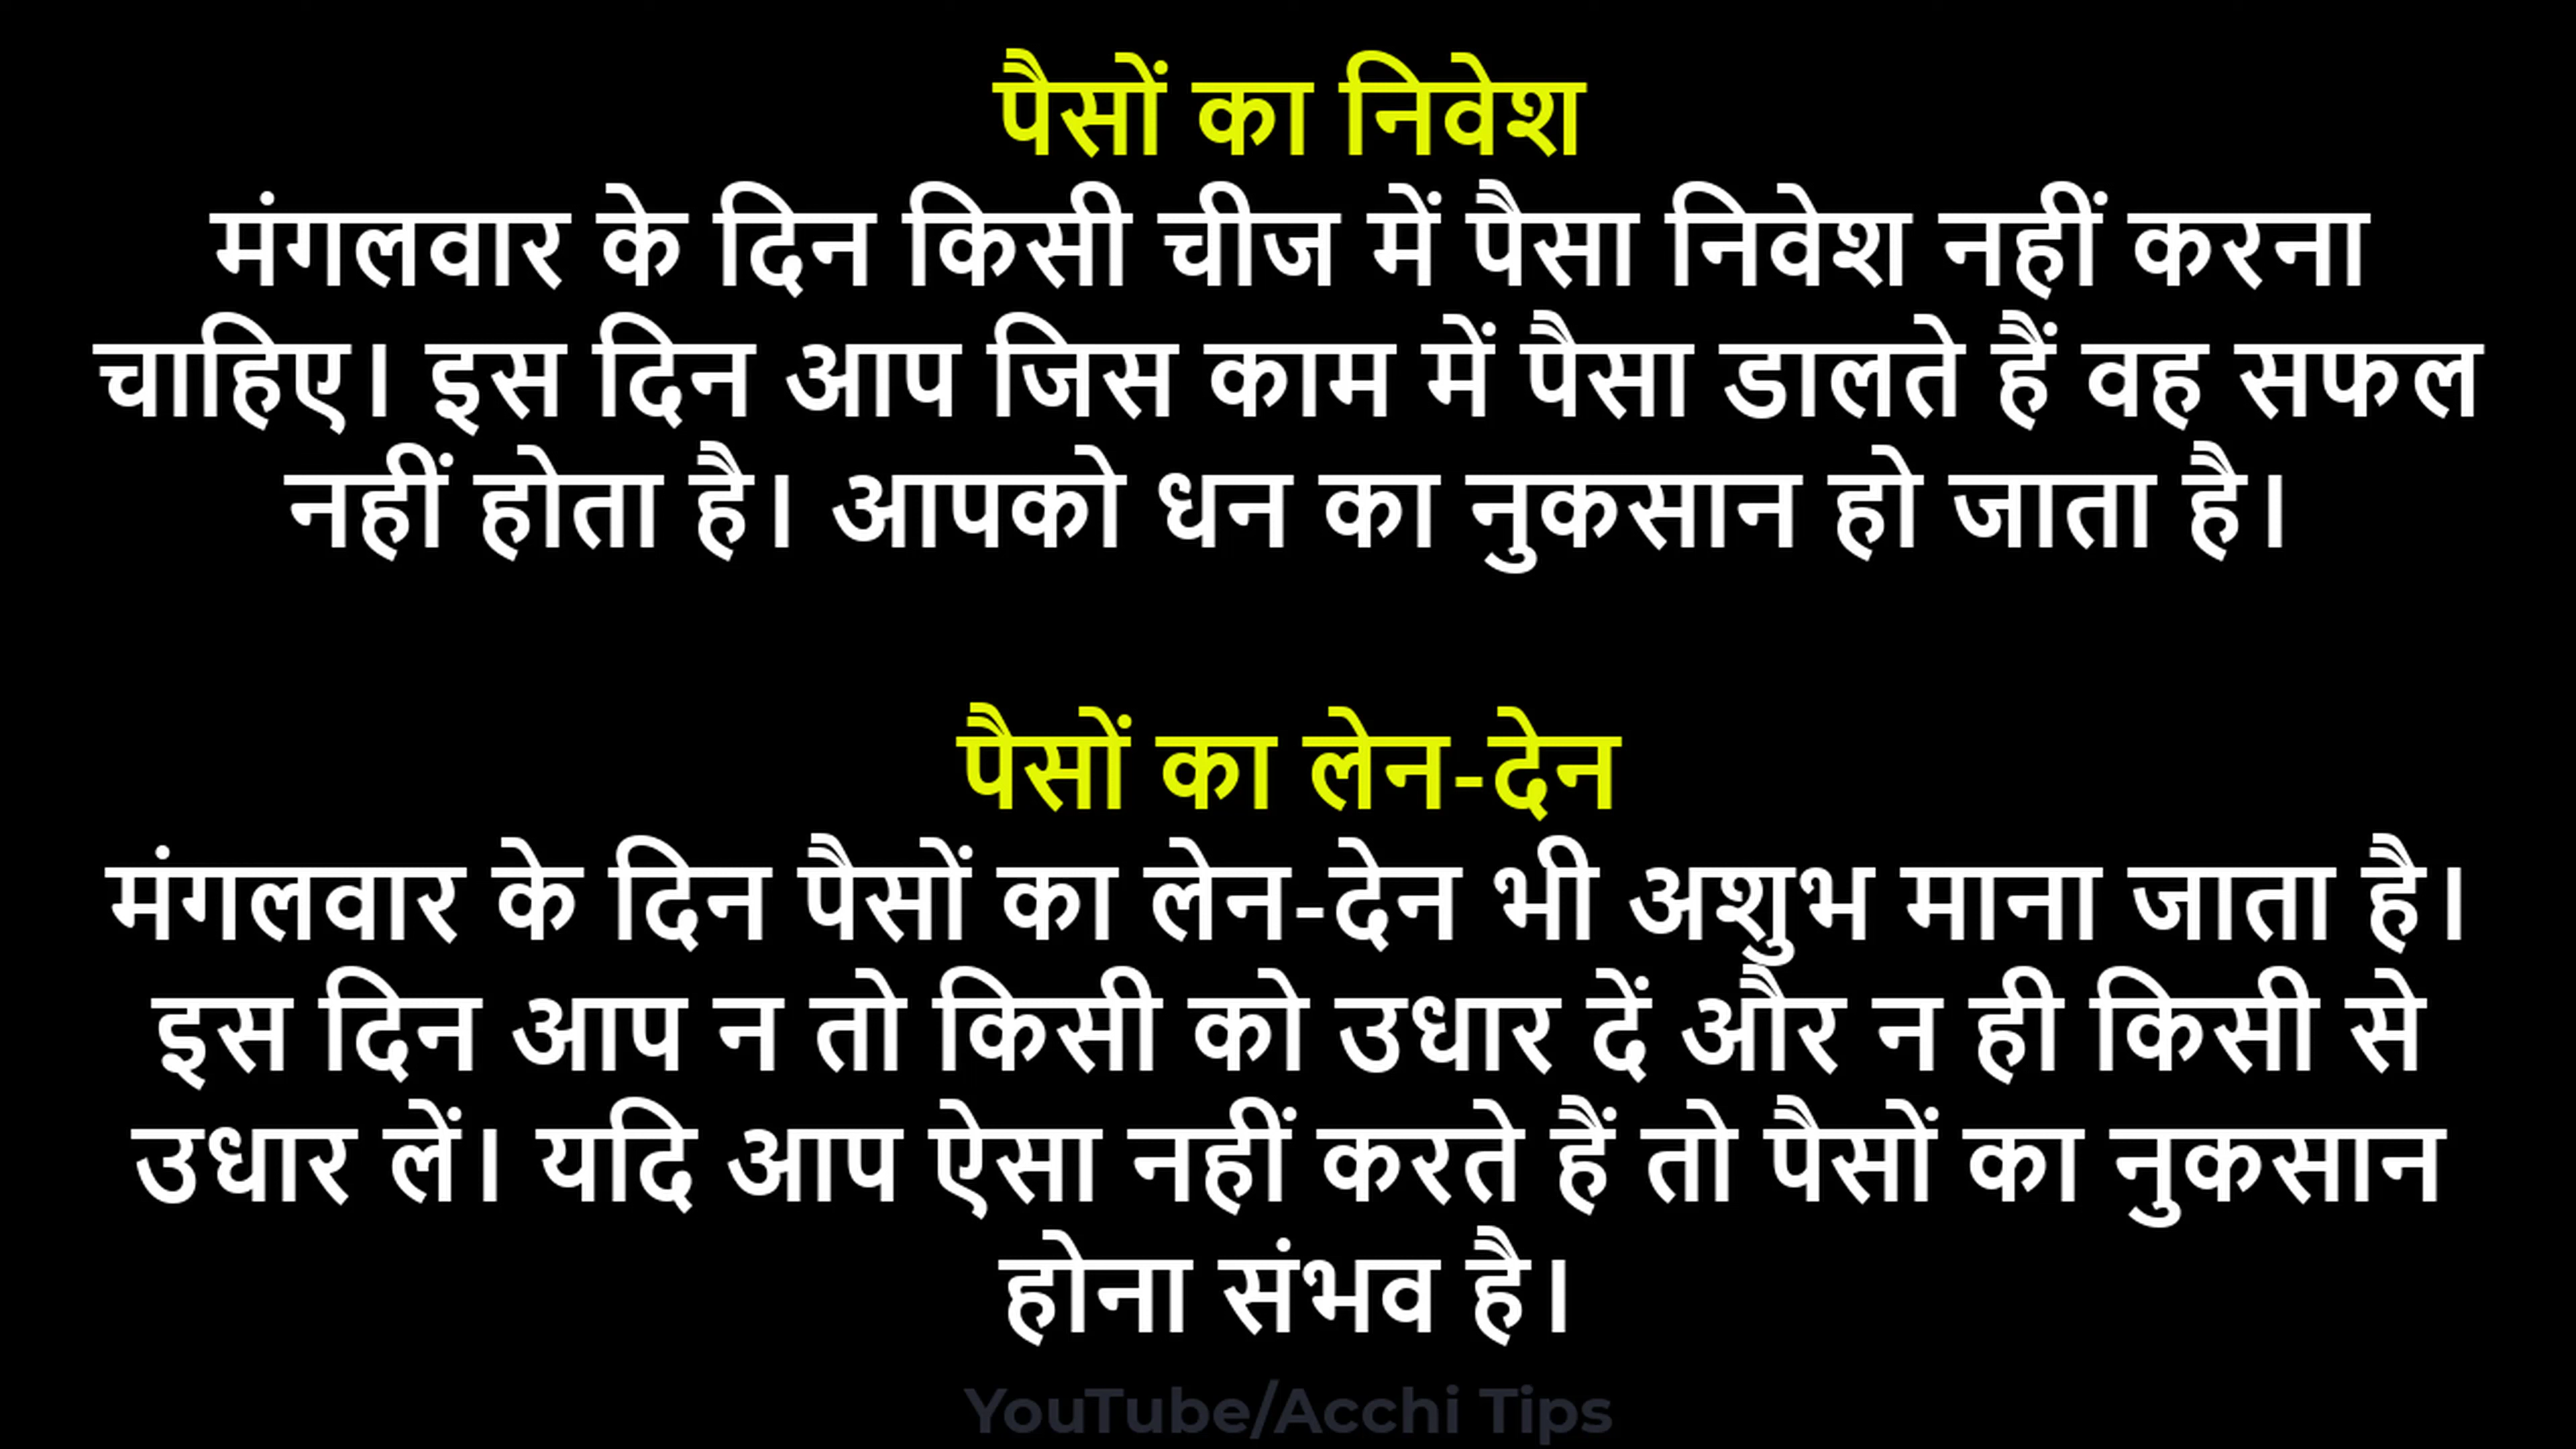 पैसों का निवेश
मंगलवार के दिन किसी चीज में पैसा निवेश नहीं करना
चाहिए। इस दिन आप जिस काम में पैसा डालते हैं वह सफल
नहीं होता है। आपको धन का नुकसान हो जाता है।
पैसों का लेन-देन
मंगलवार के दिन पैसों का लेन-देन भी अशुभ माना जाता है।
इस दिन आप न तो किसी को उधार दें और न ही किसी से
उधार लें। यदि आप ऐसा नहीं करते हैं तो पैसों का नुकसान
होना संभव है।
YouTube/Acchi Tips